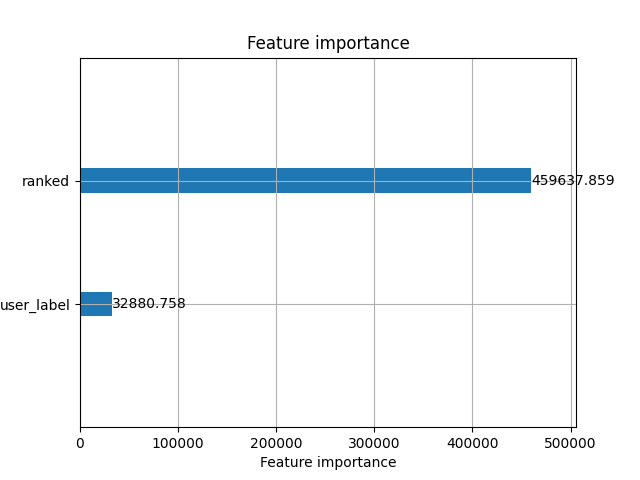 Feature importance
ranked
459637.859
user_label
32880.758
0 100000 200000 300000 400000 500000
Feature importance